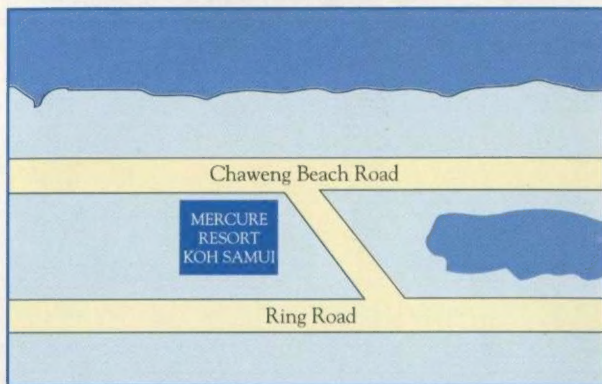 Chaweng Beach Road
MERCURE
RESORT
KOH SAMUI
Ring Road